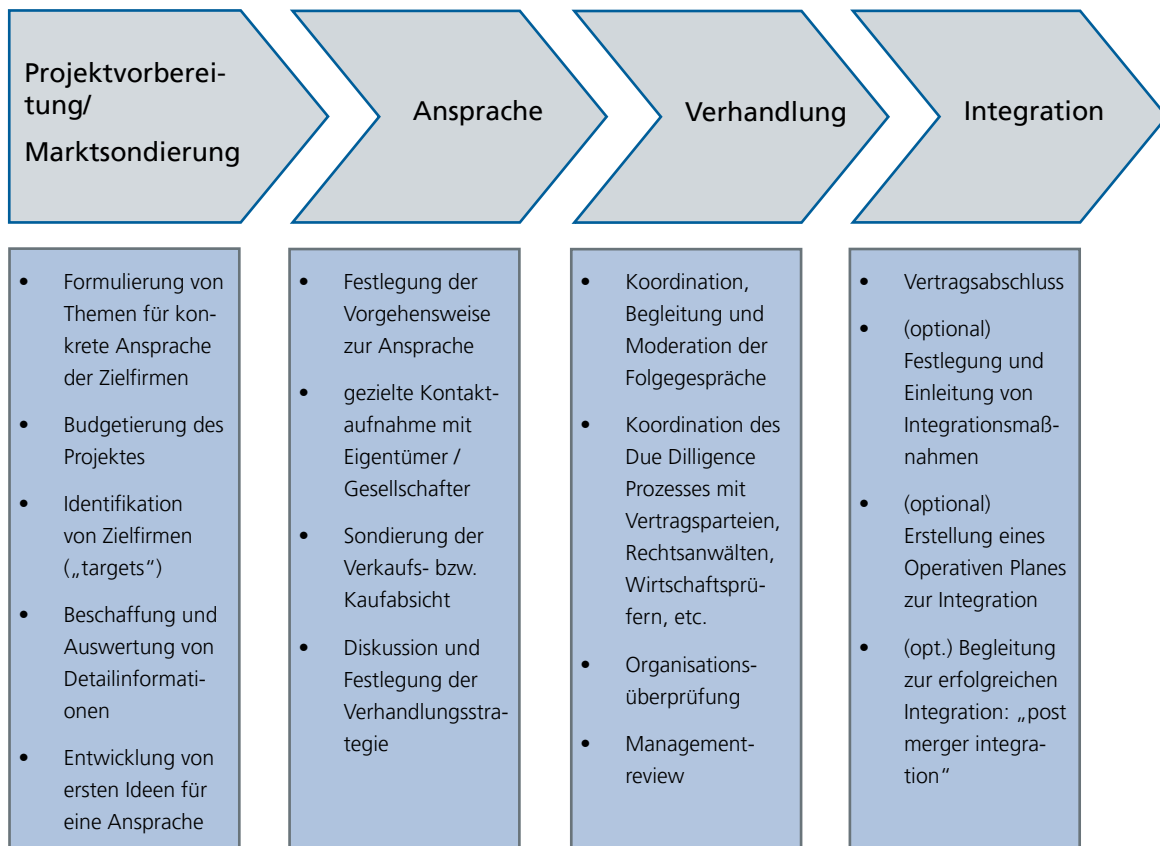 Projektvorberei-
tung/
Marktsondierung
Ansprache
Verhandlung
Integration
• Formulierung von
Themen für kon-
krete Ansprache
der Zielfirmen
• Budgetierung des
Projektes
• Identifikation
von Zielfirmen
(„targets“)
• Beschaffung und
Auswertung von
Detailinformati-
onen
• Entwicklung von
ersten Ideen für
eine Ansprache
• Festlegung der
Vorgehensweise
zur Ansprache
• gezielte Kontakt-
aufnahme mit
Eigentümer /
Gesellschafter
• Sondierung der
Verkaufs- bzw.
Kaufabsicht
• Diskussion und
Festlegung der
Verhandlungsstra-
tegie
• Koordination,
Begleitung und
Moderation der
Folgegespräche
• Koordination des
Due Dilligence
Prozesses mit
Vertragsparteien,
Rechtsanwälten,
Wirtschaftsprü-
fern, etc.
• Organisations-
überprüfung
• Management-
review
• Vertragsabschluss
• (optional)
Festlegung und
Einleitung von
Integrationsmaß-
nahmen
• (optional)
Erstellung eines
Operativen Planes
zur Integration
• (opt.) Begleitung
zur erfolgreichen
Integration: „post
merger integra-
tion“